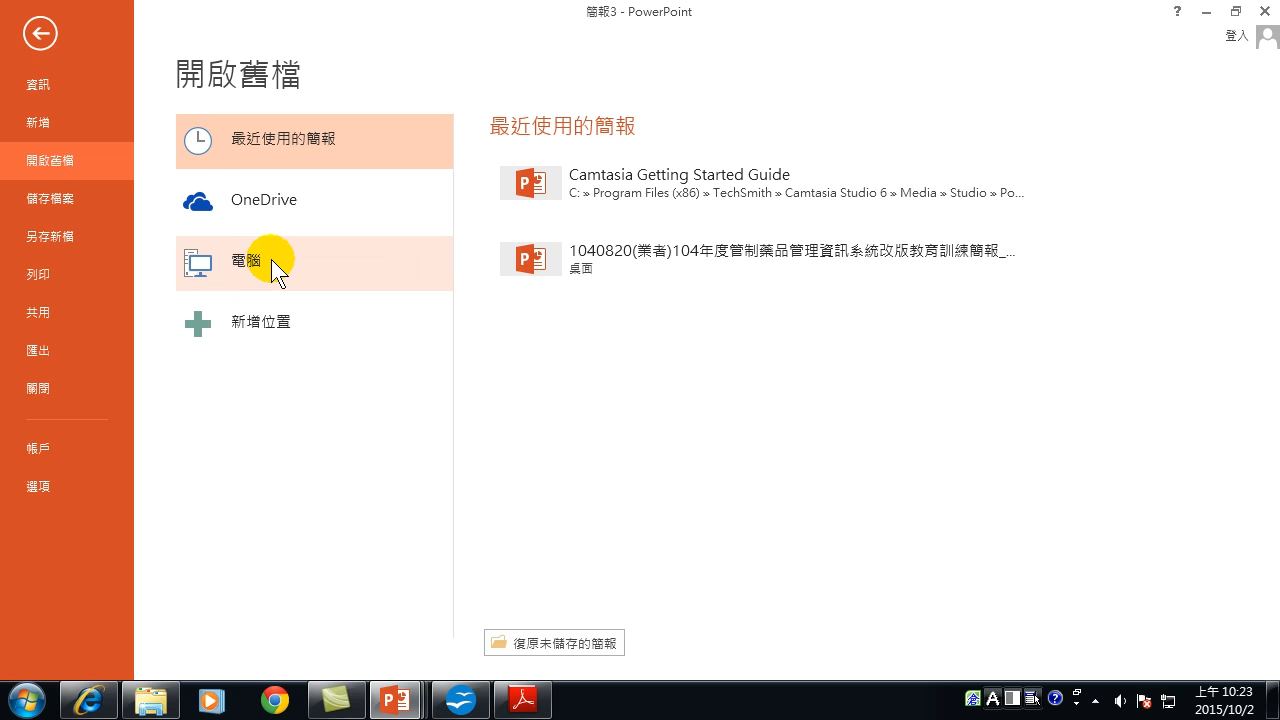 簡報3 - PowerPoint
?
登入
資訊
新增
開啟舊檔
儲存檔案
另存新檔
列印
共用
匯出
關閉
帳戶
選項
開啟舊檔
最近使用的簡報
OneDrive
電腦
新增位置
最近使用的簡報
Camtasia Getting Started Guide
C: » Program Files (x86) » TechSmith » Camtasia Studio 6 » Media » Studio » Po...
1040820(業者)104年度管制藥品管理資訊系統改版教育訓練簡報_...
桌面
復原未儲存的簡報
上午 10:23
2015/10/2